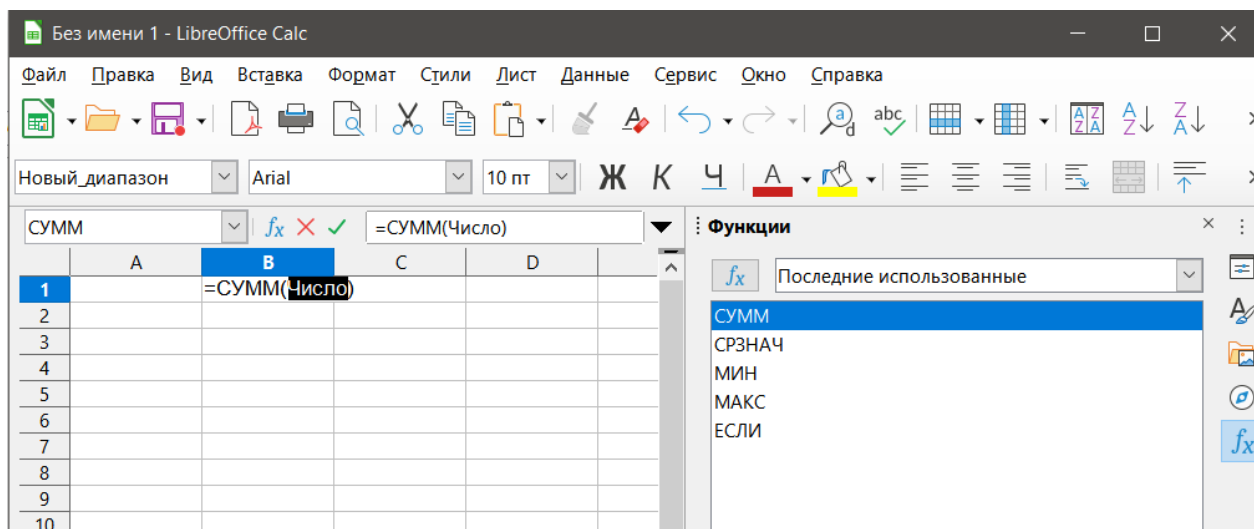 Без имени 1 - LibreOffice Calc
Файл Правка Вид Вставка Формат Стили Лист Данные Сервис Окно Справка
Новый_диапазон Arial 10 пт Ж К Ч А
СУММ fx =СУММ(Число) Функции
A B C D
fx Последние использованные
1 =СУММ(Число)
СУММ
2
3 СРЗНАЧ
4 МИН
5 МАКС
6 ЕСЛИ
7
8
9
10